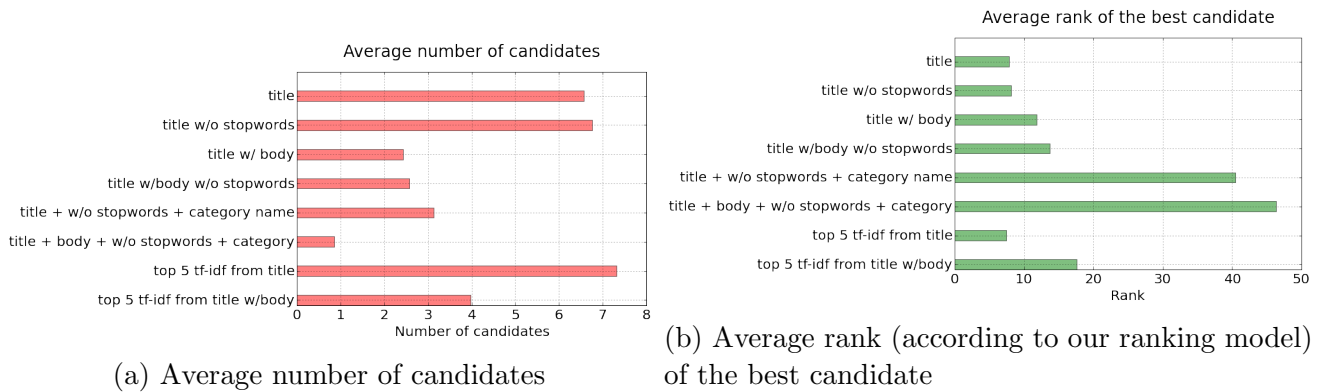 Average number of candidates
title
title w/o stopwords
title w/ body
title w/body w/o stopwords
title + w/o stopwords + category name
title + body + w/o stopwords + category
top 5 tf-idf from title
top 5 tf-idf from title w/body
0 1 2 3 4 5 6 7 8
Number of candidates
(a) Average number of candidates
Average rank of the best candidate
title
title w/o stopwords
title w/ body
title w/body w/o stopwords
title + w/o stopwords + category name
title + body + w/o stopwords + category
top 5 tf-idf from title
top 5 tf-idf from title w/body
0 10 20 30 40 50
Rank
(b) Average rank (according to our ranking model)
of the best candidate